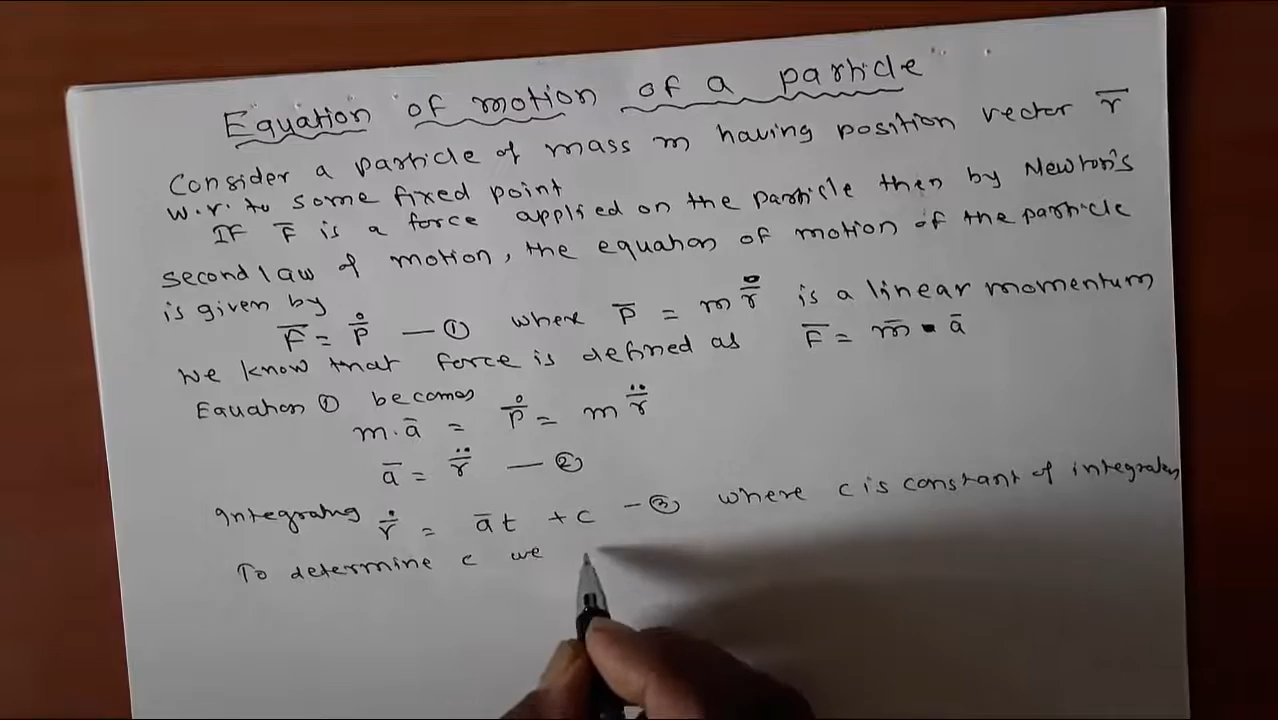 Equation of motion of a particle
Consider a particle of mass m having position vector r̅
w.r. to some fixed point
IF F̅ is a force applied on the particle then by Newton's
second law of motion, the equation of motion of the particle
is given by
F̅ = ṗ̅ — ① where p̅ = m ṙ̅ is a linear momentum
We know that force is defined as F̅ = m̅ · a̅
Equation ① becomes
m · a̅ = ṗ̅ = m r̈̅
a̅ = r̈̅ — ②
Integrating ṙ̅ = a̅t + c — ③ where c is constant of integration
To determine c we